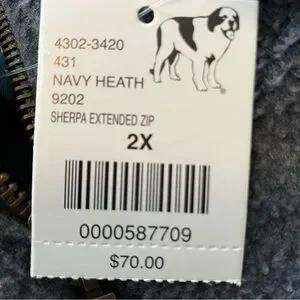 4302-3420
431
NAVY HEATH
9202
SHERPA EXTENDED ZIP
2X
0000587709
$70.00